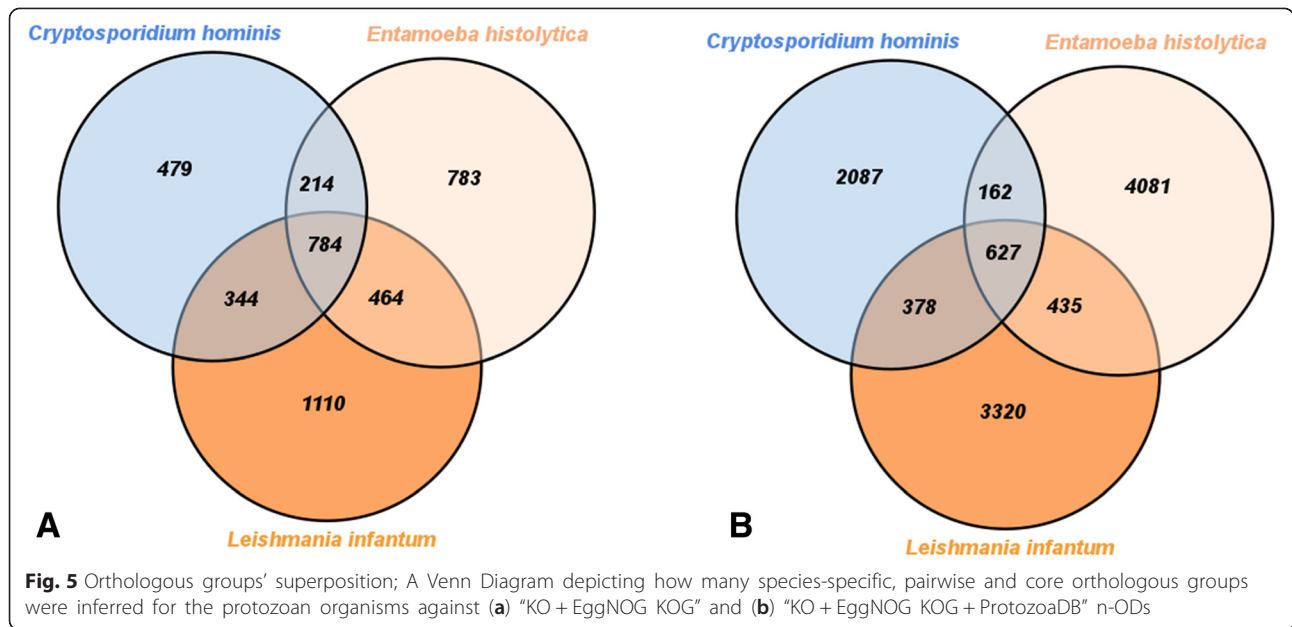 Cryptosporidium hominis
Entamoeba histolytica
479
214
783
784
344
464
1110
A
Leishmania infantum
Cryptosporidium hominis
Entamoeba histolytica
2087
162
4081
627
378
435
3320
B
Leishmania infantum
Fig. 5 Orthologous groups’ superposition; A Venn Diagram depicting how many species-specific, pairwise and core orthologous groups
were inferred for the protozoan organisms against (a) “KO + EggNOG KOG” and (b) “KO + EggNOG KOG + ProtozoaDB” n-ODs